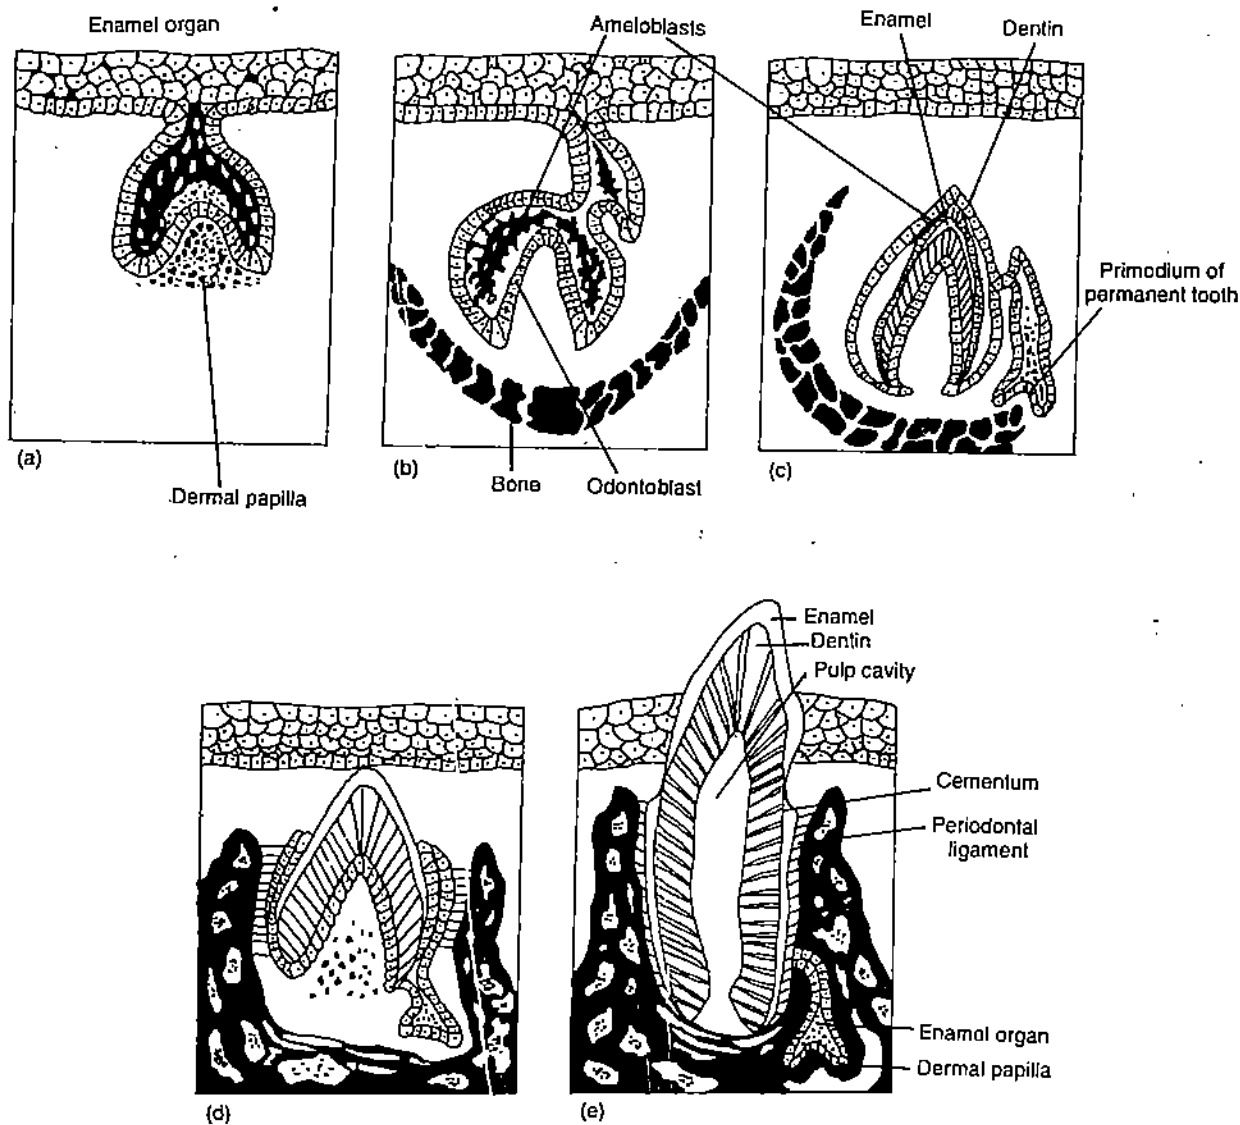 Enamel organ
Ameloblasts
Enamel
Dentin
Primodium of
permanent tooth
(a)
(b)
(c)
Dermal papilla
Bone
Odontoblast
Enamel
Dentin
Pulp cavity
Cementum
Periodontal
ligament
Enamol organ
Dermal papilla
(d)
(e)